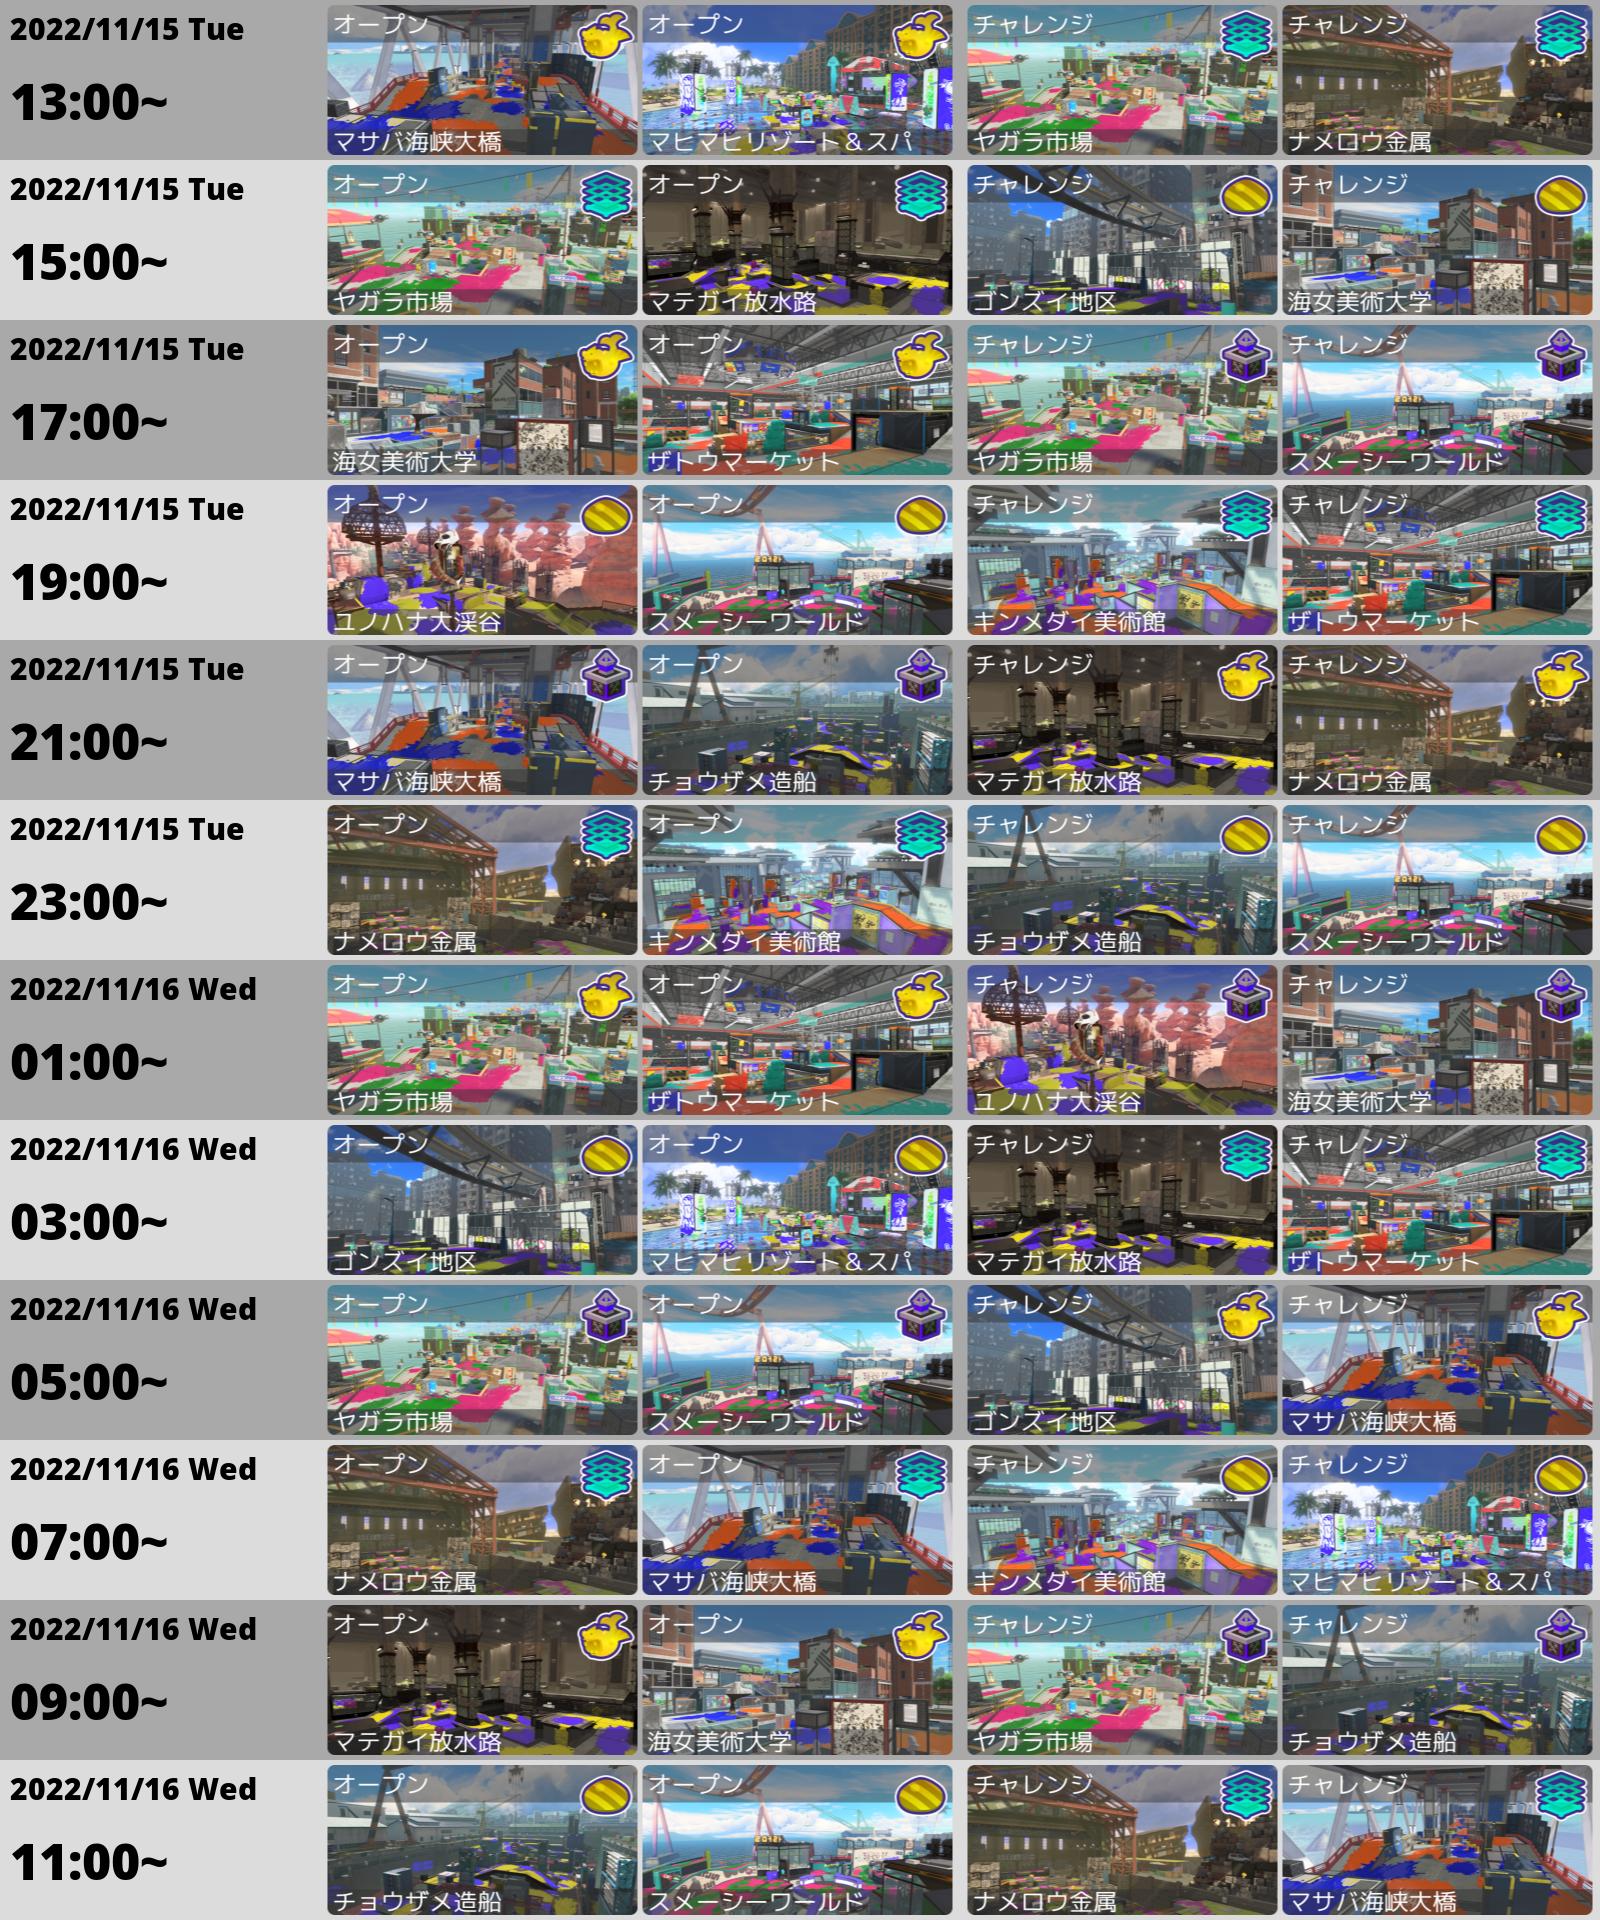 2022/11/15 Tue
13:00~
オープン
マサバ海峡大橋
オープン
マヒマヒリゾート＆スパ
チャレンジ
ヤガラ市場
チャレンジ
ナメロウ金属
2022/11/15 Tue
15:00~
オープン
ヤガラ市場
オープン
マテガイ放水路
チャレンジ
ゴンズイ地区
チャレンジ
海女美術大学
2022/11/15 Tue
17:00~
オープン
海女美術大学
オープン
ザトウマーケット
チャレンジ
ヤガラ市場
チャレンジ
スメーシーワールド
2022/11/15 Tue
19:00~
オープン
ユノハナ大渓谷
オープン
スメーシーワールド
チャレンジ
キンメダイ美術館
チャレンジ
ザトウマーケット
2022/11/15 Tue
21:00~
オープン
マサバ海峡大橋
オープン
チョウザメ造船
チャレンジ
マテガイ放水路
チャレンジ
ナメロウ金属
2022/11/15 Tue
23:00~
オープン
ナメロウ金属
オープン
キンメダイ美術館
チャレンジ
チョウザメ造船
チャレンジ
スメーシーワールド
2022/11/16 Wed
01:00~
オープン
ヤガラ市場
オープン
ザトウマーケット
チャレンジ
ユノハナ大渓谷
チャレンジ
海女美術大学
2022/11/16 Wed
03:00~
オープン
ゴンズイ地区
オープン
マヒマヒリゾート＆スパ
チャレンジ
マテガイ放水路
チャレンジ
ザトウマーケット
2022/11/16 Wed
05:00~
オープン
ヤガラ市場
オープン
スメーシーワールド
チャレンジ
ゴンズイ地区
チャレンジ
マサバ海峡大橋
2022/11/16 Wed
07:00~
オープン
ナメロウ金属
オープン
マサバ海峡大橋
チャレンジ
キンメダイ美術館
チャレンジ
マヒマヒリゾート＆スパ
2022/11/16 Wed
09:00~
オープン
マテガイ放水路
オープン
海女美術大学
チャレンジ
ヤガラ市場
チャレンジ
チョウザメ造船
2022/11/16 Wed
11:00~
オープン
チョウザメ造船
オープン
スメーシーワールド
チャレンジ
ナメロウ金属
チャレンジ
マサバ海峡大橋